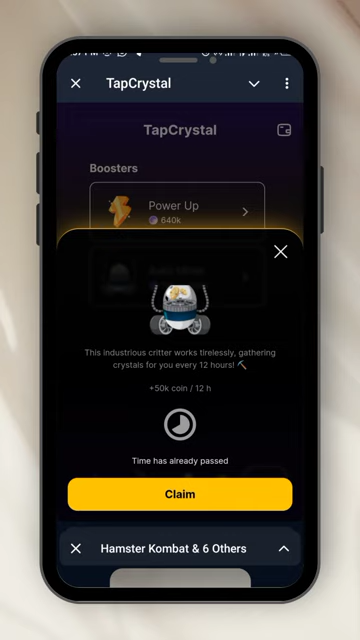 TapCrystal
TapCrystal
Boosters
Power Up
640k
This industrious critter works tirelessly, gathering
crystals for you every 12 hours! ⛏️
+50k coin / 12 h
Time has already passed
Claim
Hamster Kombat & 6 Others